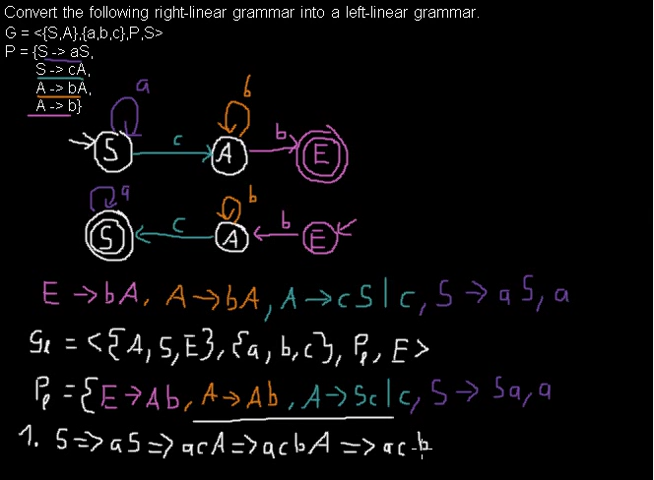 Convert the following right-linear grammar into a left-linear grammar.
G = <{S,A},{a,b,c},P,S>
P = {S -> aS,
S -> cA,
A -> bA,
A -> b}
a b
S c A b E
a b
S c A b E
E → bA, A → bA, A → cS | c, S → aS, a
Gℓ = <{A, S, E}, {a, b, c}, Pℓ, E>
Pℓ = {E → Ab, A → Ab, A → Sc | c, S → Sa, a
1. S => aS => acA => acbA => acb